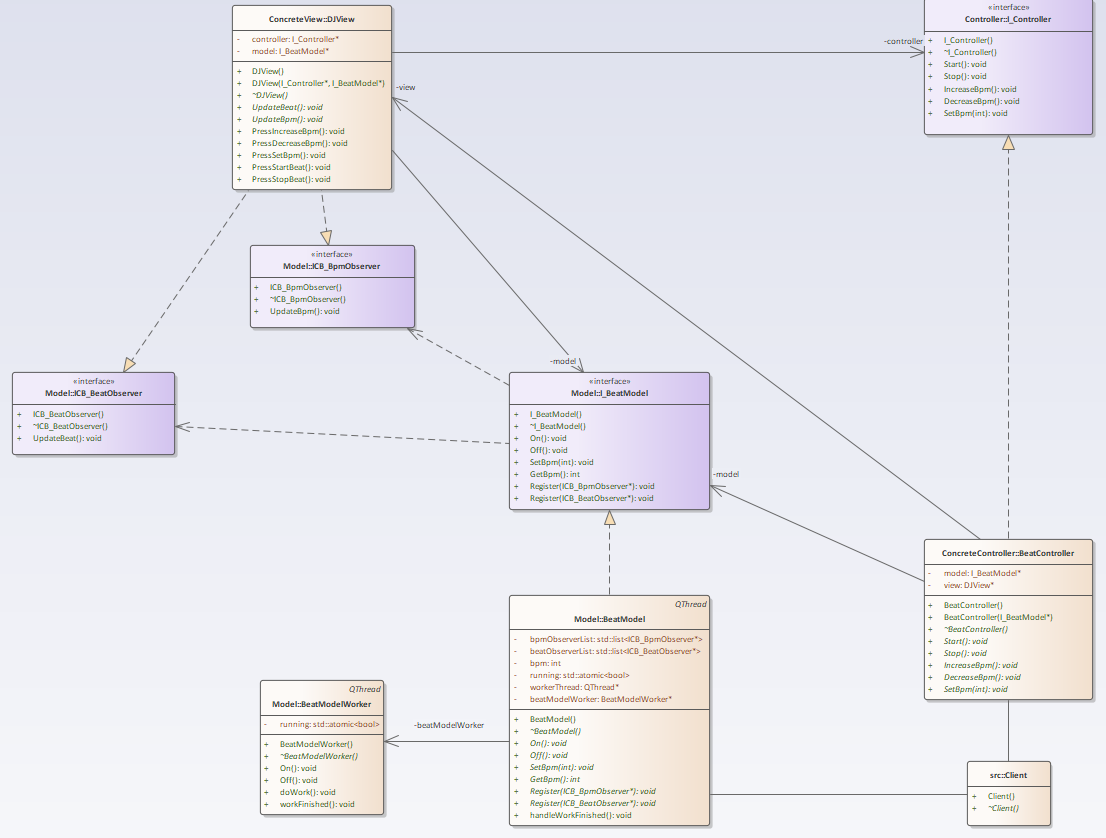 ConcreteView::DJView
- controller: I_Controller*
- model: I_BeatModel*
+ DJView()
+ DJView(I_Controller*, I_BeatModel*)
+ ~DJView()
+ UpdateBeat(): void
+ UpdateBpm(): void
+ PressIncreaseBpm(): void
+ PressDecreaseBpm(): void
+ PressSetBpm(): void
+ PressStartBeat(): void
+ PressStopBeat(): void
-controller
«interface»
Controller::I_Controller
+ I_Controller()
+ ~I_Controller()
+ Start(): void
+ Stop(): void
+ IncreaseBpm(): void
+ DecreaseBpm(): void
+ SetBpm(int): void
-view
«interface»
Model::ICB_BpmObserver
+ ICB_BpmObserver()
+ ~ICB_BpmObserver()
+ UpdateBpm(): void
«interface»
Model::ICB_BeatObserver
+ ICB_BeatObserver()
+ ~ICB_BeatObserver()
+ UpdateBeat(): void
-model
«interface»
Model::I_BeatModel
+ I_BeatModel()
+ ~I_BeatModel()
+ On(): void
+ Off(): void
+ SetBpm(int): void
+ GetBpm(): int
+ Register(ICB_BpmObserver*): void
+ Register(ICB_BeatObserver*): void
-model
ConcreteController::BeatController
- model: I_BeatModel*
- view: DJView*
+ BeatController()
+ BeatController(I_BeatModel*)
+ ~BeatController()
+ Start(): void
+ Stop(): void
+ IncreaseBpm(): void
+ DecreaseBpm(): void
+ SetBpm(int): void
QThread
Model::BeatModel
- bpmObserverList: std::list<ICB_BpmObserver*>
- beatObserverList: std::list<ICB_BeatObserver*>
- bpm: int
- running: std::atomic<bool>
- workerThread: QThread*
- beatModelWorker: BeatModelWorker*
+ BeatModel()
+ ~BeatModel()
+ On(): void
+ Off(): void
+ SetBpm(int): void
+ GetBpm(): int
+ Register(ICB_BpmObserver*): void
+ Register(ICB_BeatObserver*): void
+ handleWorkFinished(): void
-beatModelWorker
QThread
Model::BeatModelWorker
- running: std::atomic<bool>
+ BeatModelWorker()
+ ~BeatModelWorker()
+ On(): void
+ Off(): void
+ doWork(): void
+ workFinished(): void
src::Client
+ Client()
+ ~Client()